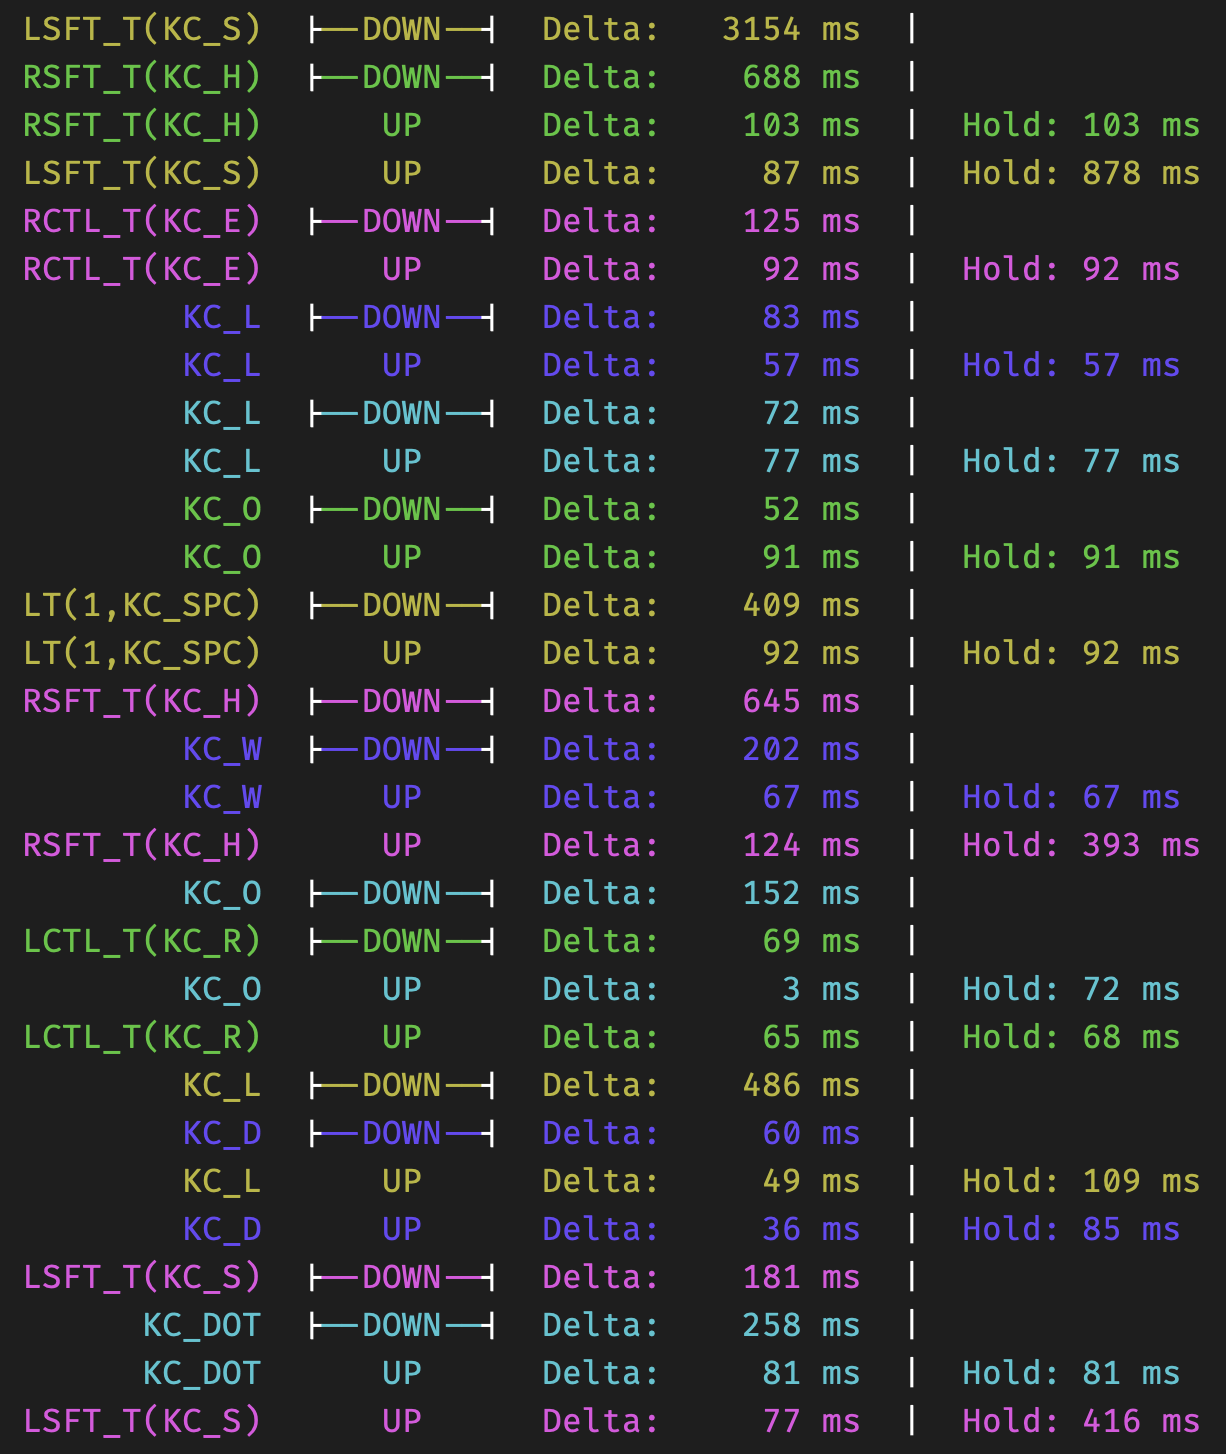 LSFT_T(KC_S) ├──DOWN──┤ Delta: 3154 ms |
RSFT_T(KC_H) ├──DOWN──┤ Delta: 688 ms |
RSFT_T(KC_H) UP Delta: 103 ms | Hold: 103 ms
LSFT_T(KC_S) UP Delta: 87 ms | Hold: 878 ms
RCTL_T(KC_E) ├──DOWN──┤ Delta: 125 ms |
RCTL_T(KC_E) UP Delta: 92 ms | Hold: 92 ms
KC_L ├──DOWN──┤ Delta: 83 ms |
KC_L UP Delta: 57 ms | Hold: 57 ms
KC_L ├──DOWN──┤ Delta: 72 ms |
KC_L UP Delta: 77 ms | Hold: 77 ms
KC_O ├──DOWN──┤ Delta: 52 ms |
KC_O UP Delta: 91 ms | Hold: 91 ms
LT(1,KC_SPC) ├──DOWN──┤ Delta: 409 ms |
LT(1,KC_SPC) UP Delta: 92 ms | Hold: 92 ms
RSFT_T(KC_H) ├──DOWN──┤ Delta: 645 ms |
KC_W ├──DOWN──┤ Delta: 202 ms |
KC_W UP Delta: 67 ms | Hold: 67 ms
RSFT_T(KC_H) UP Delta: 124 ms | Hold: 393 ms
KC_O ├──DOWN──┤ Delta: 152 ms |
LCTL_T(KC_R) ├──DOWN──┤ Delta: 69 ms |
KC_O UP Delta: 3 ms | Hold: 72 ms
LCTL_T(KC_R) UP Delta: 65 ms | Hold: 68 ms
KC_L ├──DOWN──┤ Delta: 486 ms |
KC_D ├──DOWN──┤ Delta: 60 ms |
KC_L UP Delta: 49 ms | Hold: 109 ms
KC_D UP Delta: 36 ms | Hold: 85 ms
LSFT_T(KC_S) ├──DOWN──┤ Delta: 181 ms |
KC_DOT ├──DOWN──┤ Delta: 258 ms |
KC_DOT UP Delta: 81 ms | Hold: 81 ms
LSFT_T(KC_S) UP Delta: 77 ms | Hold: 416 ms